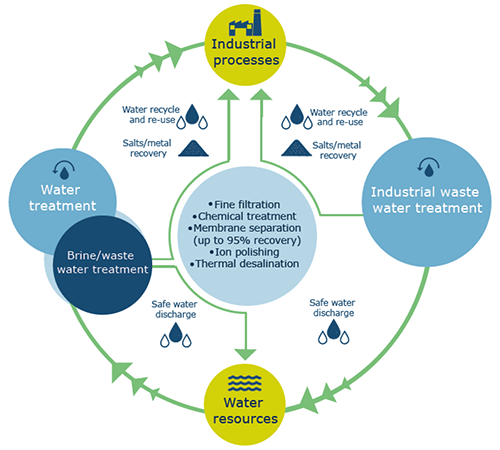 Industrial
processes
Water recycle
and re-use
Salts/metal
recovery
Water recycle
and re-use
Salts/metal
recovery
Water
treatment
Brine/waste
water treatment
•Fine filtration
•Chemical treatment
•Membrane separation
(up to 95% recovery)
•Ion polishing
•Thermal desalination
Industrial waste
water treatment
Safe water
discharge
Safe water
discharge
Water
resources